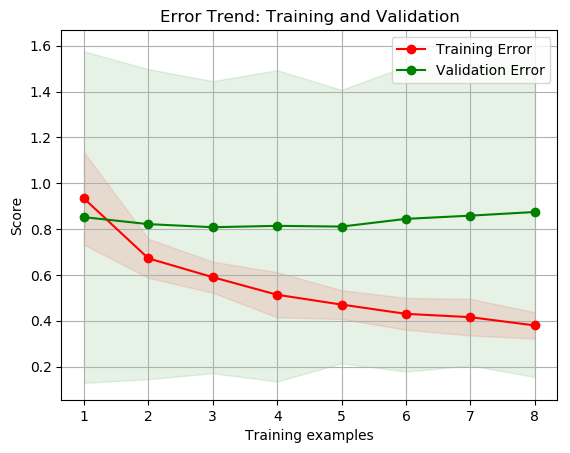 Error Trend: Training and Validation
Training Error
Validation Error
Score
1.6
1.4
1.2
1.0
0.8
0.6
0.4
0.2
1 2 3 4 5 6 7 8
Training examples